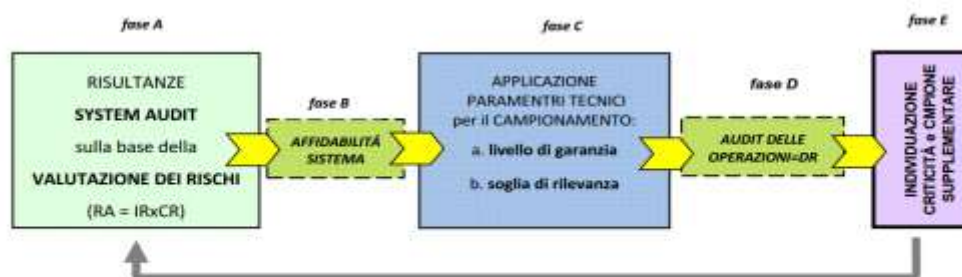 fase A
RISULTANZE
SYSTEM AUDIT
sulla base della
VALUTAZIONE DEI RISCHI
(RA = IRxCR)
fase B
AFFIDABILITÁ
SISTEMA
fase C
APPLICAZIONE
PARAMENTRI TECNICI
per il CAMPIONAMENTO:
a. livello di garanzia
b. soglia di rilevanza
fase D
AUDIT DELLE
OPERAZIONI=DR
fase E
INDIVIDUAZIONE
CRITICITÀ e CMPIONE
SUPPLEMENTARE